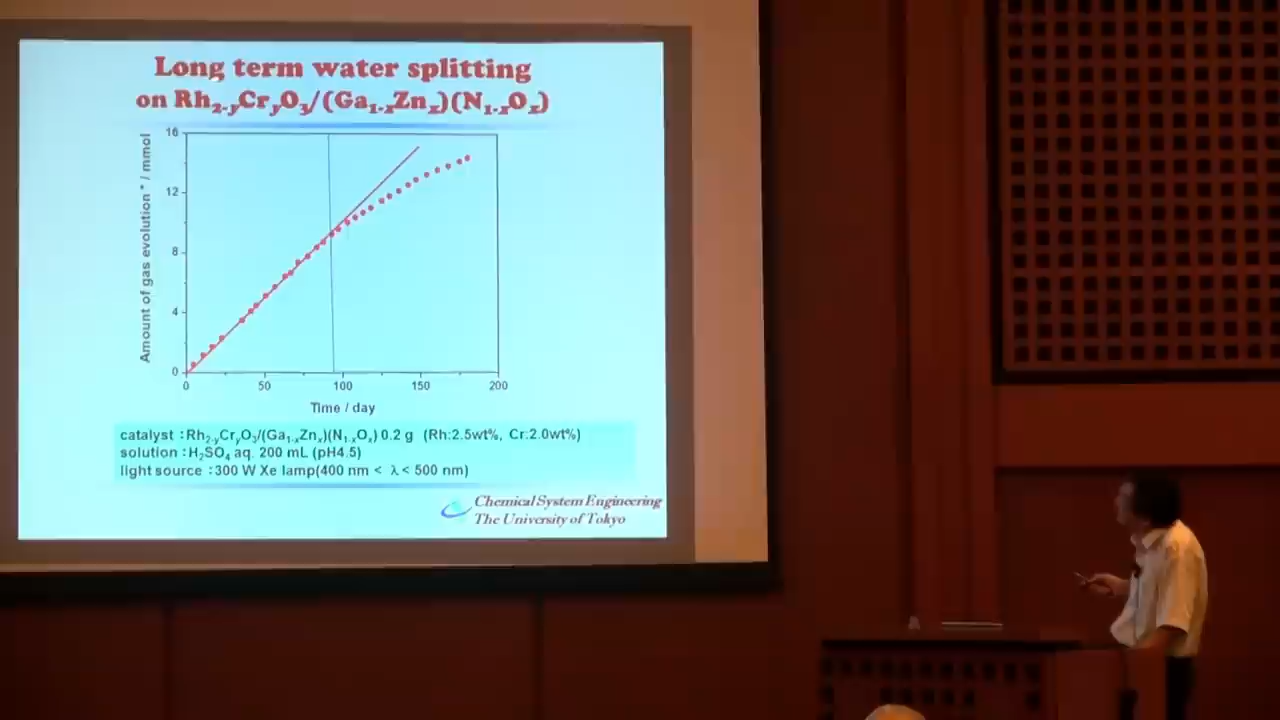 Long term water splitting
on Rh2-yCryO3/(Ga1-xZnx)(N1-xOx)
Amount of gas evolution * / mmol
16
12
8
4
0
0 50 100 150 200
Time / day
catalyst :Rh2-yCryO3/(Ga1-xZnx)(N1-xOx) 0.2 g (Rh:2.5wt%, Cr:2.0wt%)
solution :H2SO4 aq. 200 mL (pH4.5)
light source :300 W Xe lamp(400 nm < λ < 500 nm)
Chemical System Engineering
The University of Tokyo